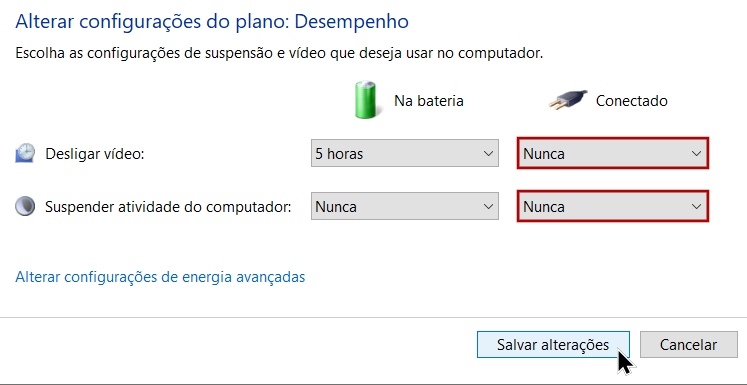 Alterar configurações do plano: Desempenho
Escolha as configurações de suspensão e vídeo que deseja usar no computador.
Na bateria Conectado
Desligar vídeo: 5 horas Nunca
Suspender atividade do computador: Nunca Nunca
Alterar configurações de energia avançadas
Salvar alterações Cancelar